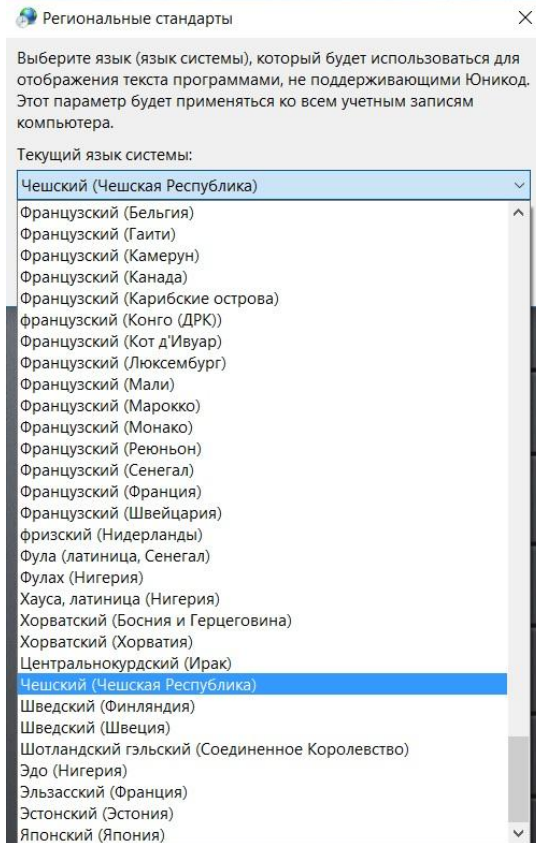 Региональные стандарты
Выберите язык (язык системы), который будет использоваться для
отображения текста программами, не поддерживающими Юникод.
Этот параметр будет применяться ко всем учетным записям
компьютера.
Текущий язык системы:
Чешский (Чешская Республика)
Французский (Бельгия)
Французский (Гаити)
Французский (Камерун)
Французский (Канада)
Французский (Карибские острова)
французский (Конго (ДРК))
Французский (Кот д'Ивуар)
Французский (Люксембург)
Французский (Мали)
Французский (Марокко)
Французский (Монако)
Французский (Реюньон)
Французский (Сенегал)
Французский (Франция)
Французский (Швейцария)
фризский (Нидерланды)
Фула (латиница, Сенегал)
Фулах (Нигерия)
Хауса, латиница (Нигерия)
Хорватский (Босния и Герцеговина)
Хорватский (Хорватия)
Центральнокурдский (Ирак)
Чешский (Чешская Республика)
Шведский (Финляндия)
Шведский (Швеция)
Шотландский гэльский (Соединенное Королевство)
Эдо (Нигерия)
Эльзасский (Франция)
Эстонский (Эстония)
Японский (Япония)